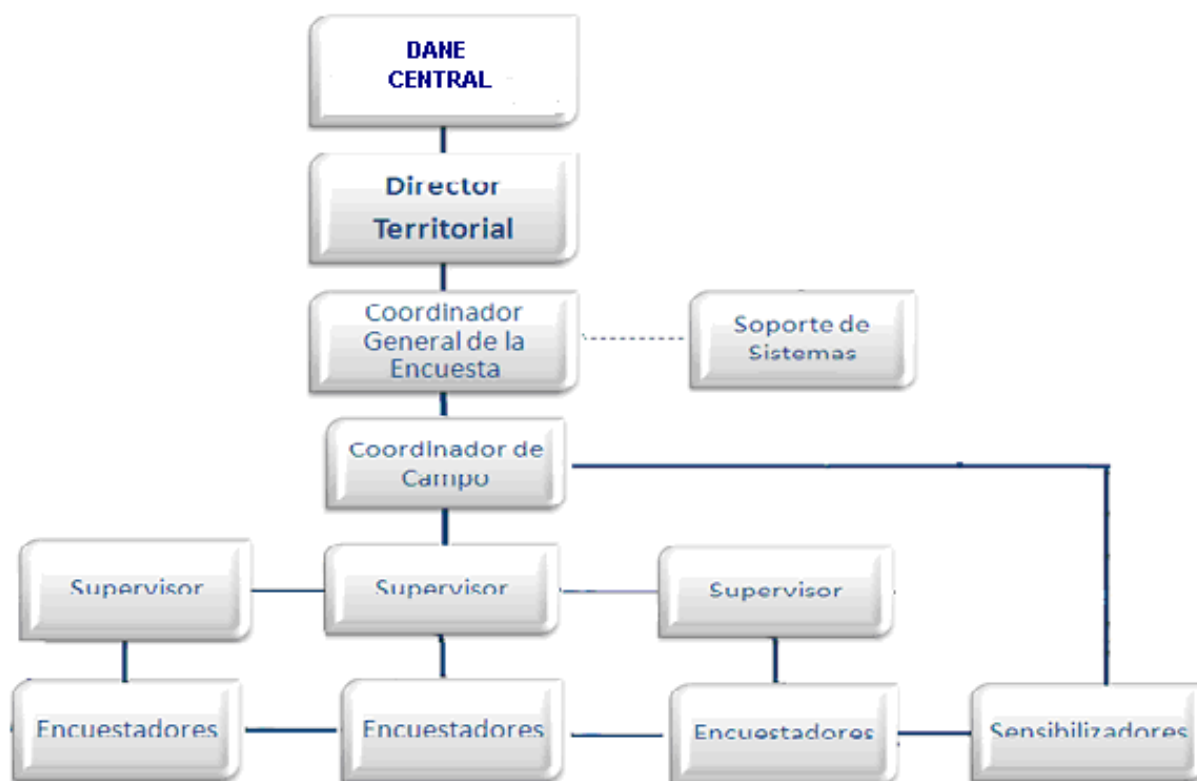 DANE
CENTRAL
Director
Territorial
Coordinador
General de la
Encuesta
Soporte de
Sistemas
Coordinador de
Campo
Supervisor
Supervisor
Supervisor
Encuestadores
Encuestadores
Encuestadores
Sensibilizadores